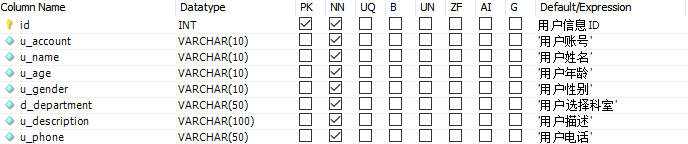 Column Name Datatype PK NN UQ B UN ZF AI G Default/Expression
id INT 用户信息ID
u_account VARCHAR(10) '用户账号'
u_name VARCHAR(10) '用户姓名'
u_age VARCHAR(10) '用户年龄'
u_gender VARCHAR(10) '用户性别'
d_department VARCHAR(50) '用户选择科室'
u_description VARCHAR(100) '用户描述'
u_phone VARCHAR(50) '用户电话'